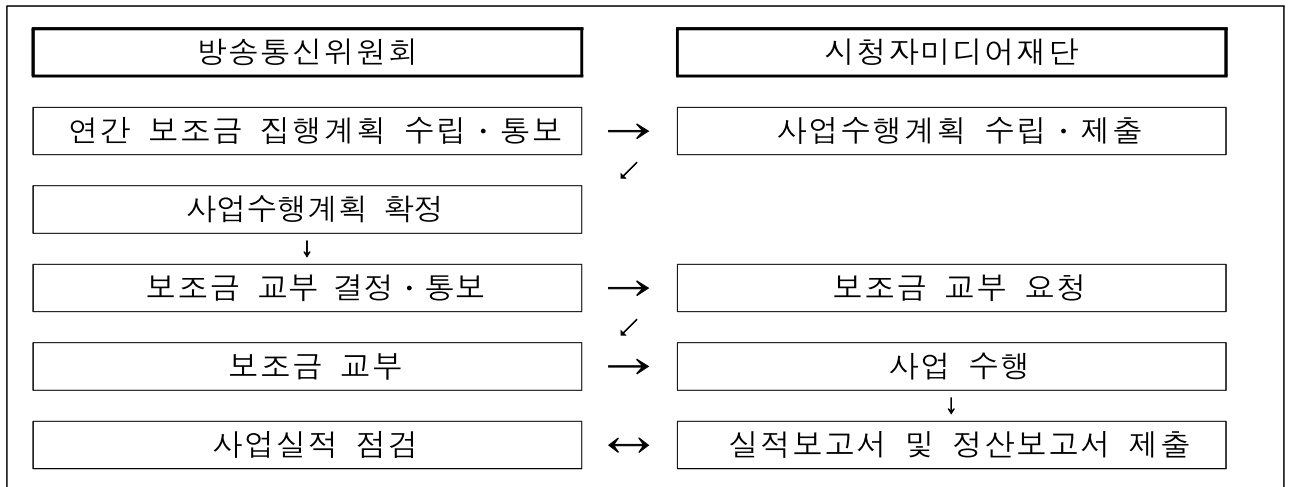 방송통신위원회
시청자미디어재단
연간 보조금 집행계획 수립·통보 → 사업수행계획 수립·제출
↙
사업수행계획 확정
↓
보조금 교부 결정·통보 → 보조금 교부 요청
↙
보조금 교부 → 사업 수행
↓
사업실적 점검 ↔ 실적보고서 및 정산보고서 제출